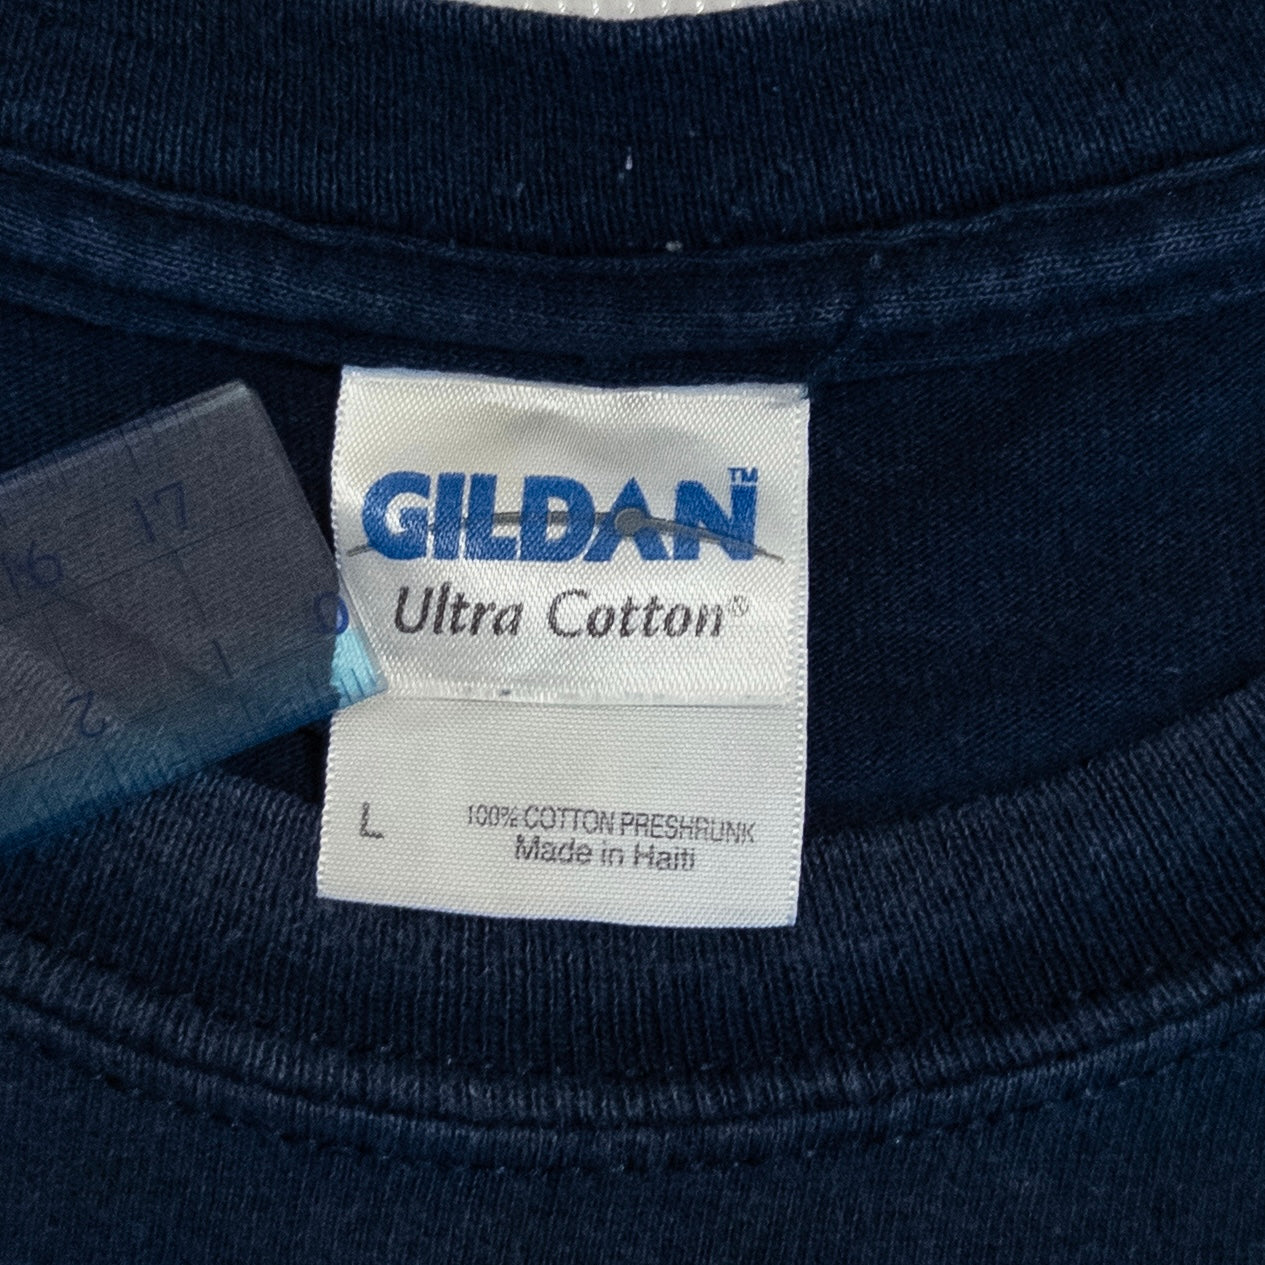 GILDAN™
Ultra Cotton®
L
100% COTTON PRESHRUNK
Made in Haiti
16 17
0
2 1